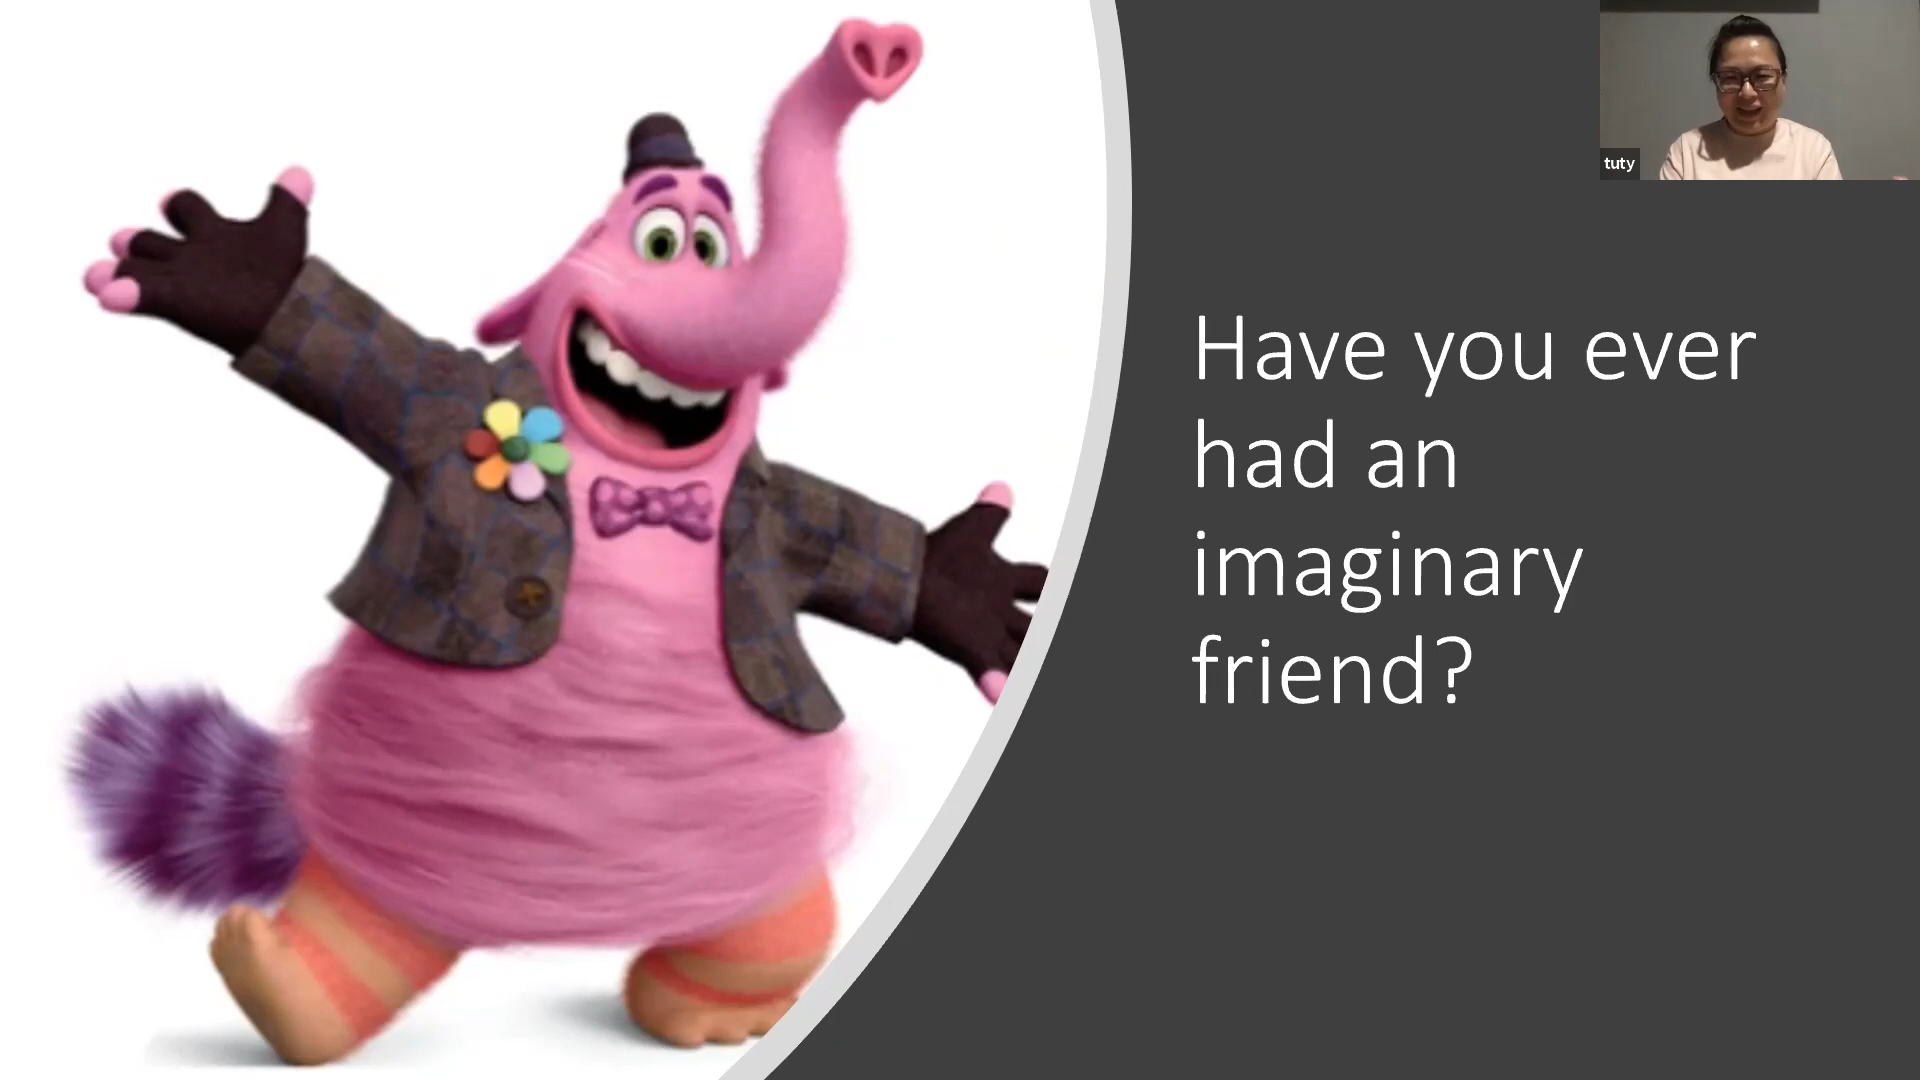 tuty
Have you ever
had an
imaginary
friend?